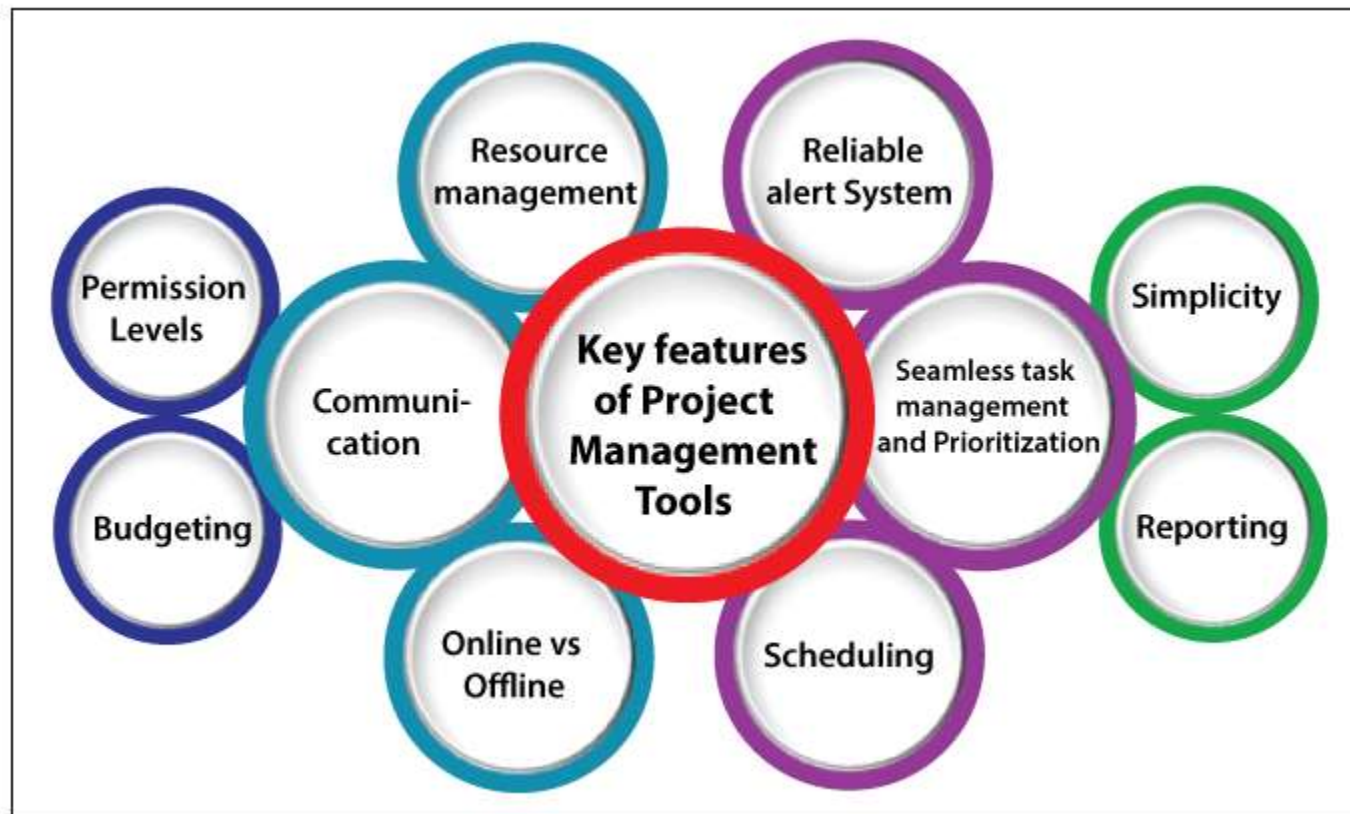 Resource
management
Reliable
alert System
Permission
Levels
Simplicity
Communi-
cation
Key features
of Project
Management
Tools
Seamless task
management
and Prioritization
Budgeting
Reporting
Online vs
Offline
Scheduling